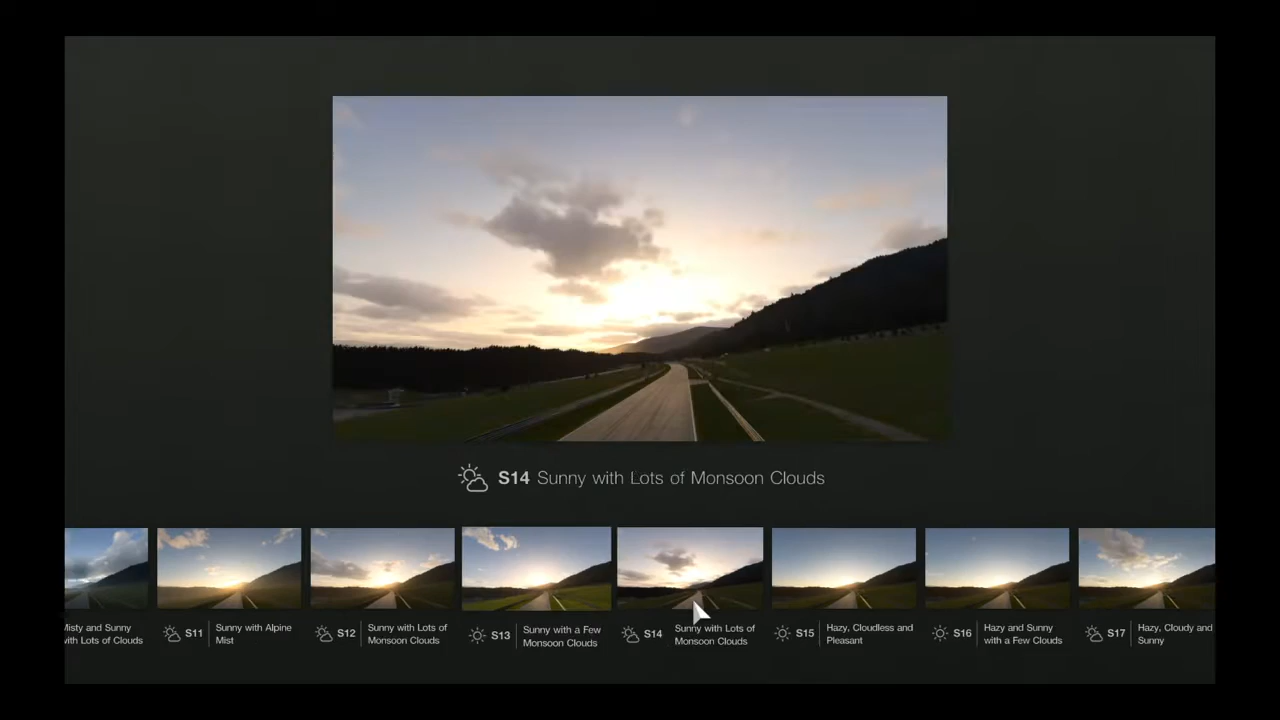 S14 Sunny with Lots of Monsoon Clouds
Misty and Sunny
with Lots of Clouds
S11 Sunny with Alpine
Mist
S12 Sunny with Lots of
Monsoon Clouds
S13 Sunny with a Few
Monsoon Clouds
S14 Sunny with Lots of
Monsoon Clouds
S15 Hazy, Cloudless and
Pleasant
S16 Hazy and Sunny
with a Few Clouds
S17 Hazy, Cloudy and
Sunny